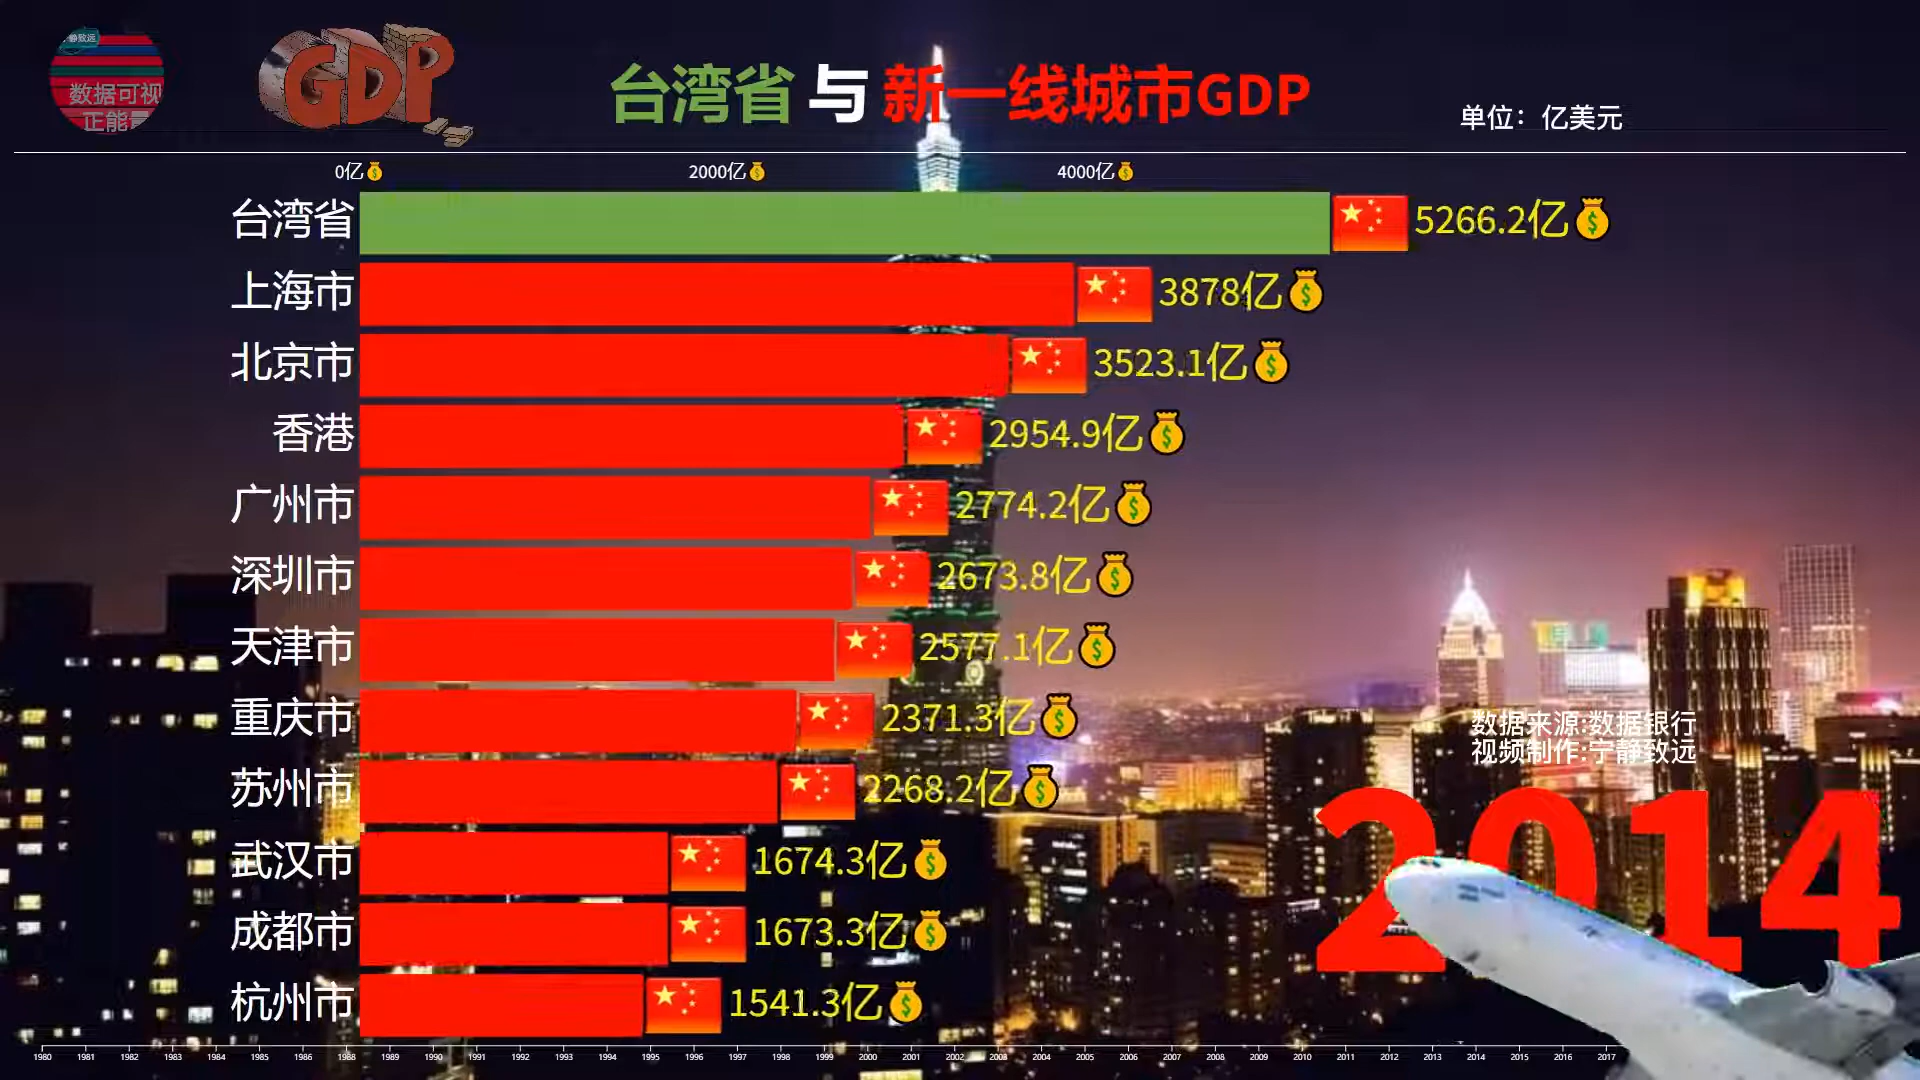 宁静致远
数据可视
正能量
GDP
台湾省与新一线城市GDP
单位：亿美元
0亿 2000亿 4000亿
台湾省 5266.2亿
上海市 3878亿
北京市 3523.1亿
香港 2954.9亿
广州市 2774.2亿
深圳市 2673.8亿
天津市 2577.1亿
重庆市 2371.3亿
苏州市 2268.2亿
武汉市 1674.3亿
成都市 1673.3亿
杭州市 1541.3亿
数据来源:数据银行
视频制作:宁静致远
2014
1980 1981 1982 1983 1984 1985 1986 1987 1988 1989 1990 1991 1992 1993 1994 1995 1996 1997 1998 1999 2000 2001 2002 2003 2004 2005 2006 2007 2008 2009 2010 2011 2012 2013 2014 2015 2016 2017